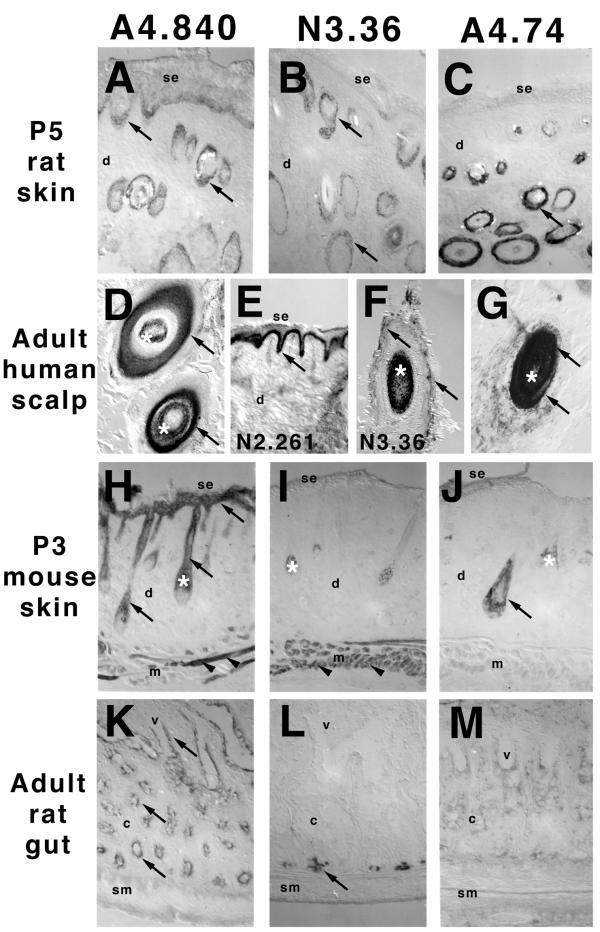 A4.840 N3.36 A4.74
P5
rat
skin
A B C
se se se
d d d
Adult
human
scalp
D E F G
se
d
* * * *
N2.261 N3.36
P3
mouse
skin
H I J
se se se
* * *
d d d
m m m
Adult
rat
gut
K L M
v v v
c c c
sm sm sm